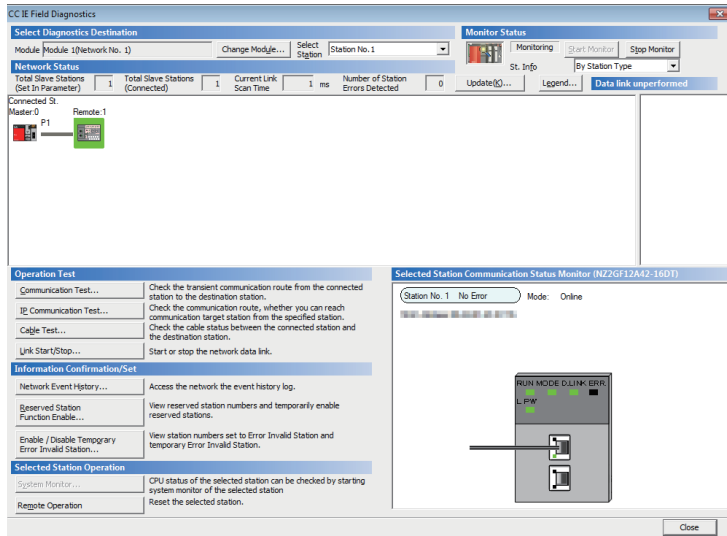 CC IE Field Diagnostics
Select Diagnostics Destination
Module Module 1(Network No. 1) Change Module... Select Station Station No.1
Network Status
Total Slave Stations (Set In Parameter) 1 Total Slave Stations (Connected) 1 Current Link Scan Time 1 ms Number of Station Errors Detected 0
Monitor Status
Monitoring Start Monitor Stop Monitor
St. Info By Station Type
Update(K)... Legend... Data link unperformed
Connected St.
Master:0 Remote:1
P1
Operation Test
Communication Test... Check the transient communication route from the connected
station to the destination station.
IP Communication Test... Check the communication route, whether you can reach
communication target station from the specified station.
Cable Test... Check the cable status between the connected station and
the destination station.
Link Start/Stop... Start or stop the network data link.
Information Confirmation/Set
Network Event History... Access the network the event history log.
Reserved Station
Function Enable... View reserved station numbers and temporarily enable
reserved stations.
Enable / Disable Temporary
Error Invalid Station... View station numbers set to Error Invalid Station and
temporary Error Invalid Station.
Selected Station Operation
System Monitor... CPU status of the selected station can be checked by starting
system monitor of the selected station
Remote Operation Reset the selected station.
Selected Station Communication Status Monitor (NZ2GF12A42-16DT)
Station No. 1 No Error Mode: Online
RUN MODE D.LINK ERR.
L PW
Close